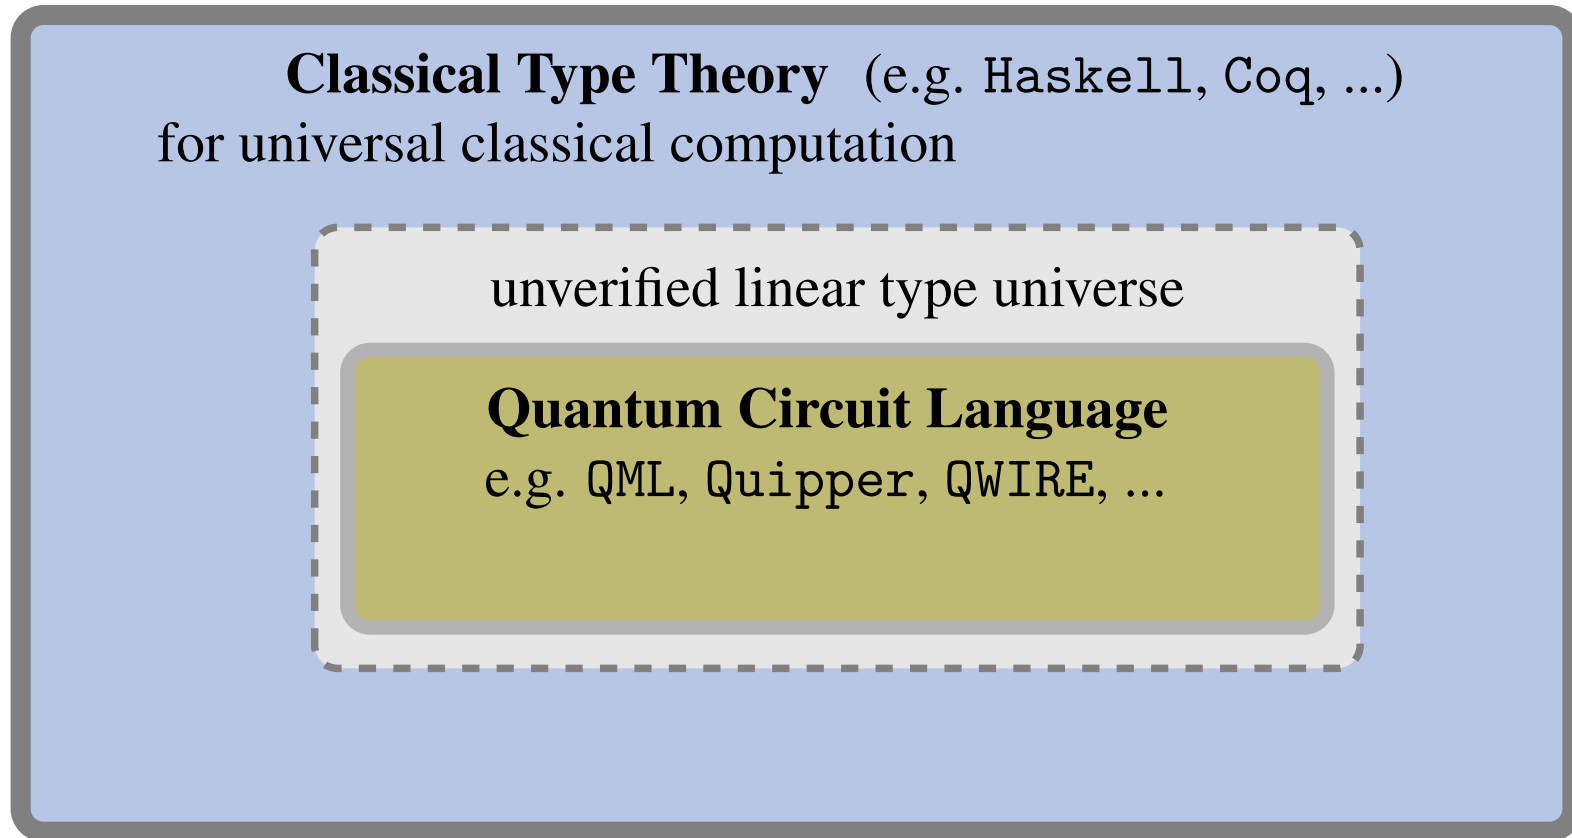 Classical Type Theory (e.g. Haskell, Coq, ...)
for universal classical computation
unverified linear type universe
Quantum Circuit Language
e.g. QML, Quipper, QWIRE, ...